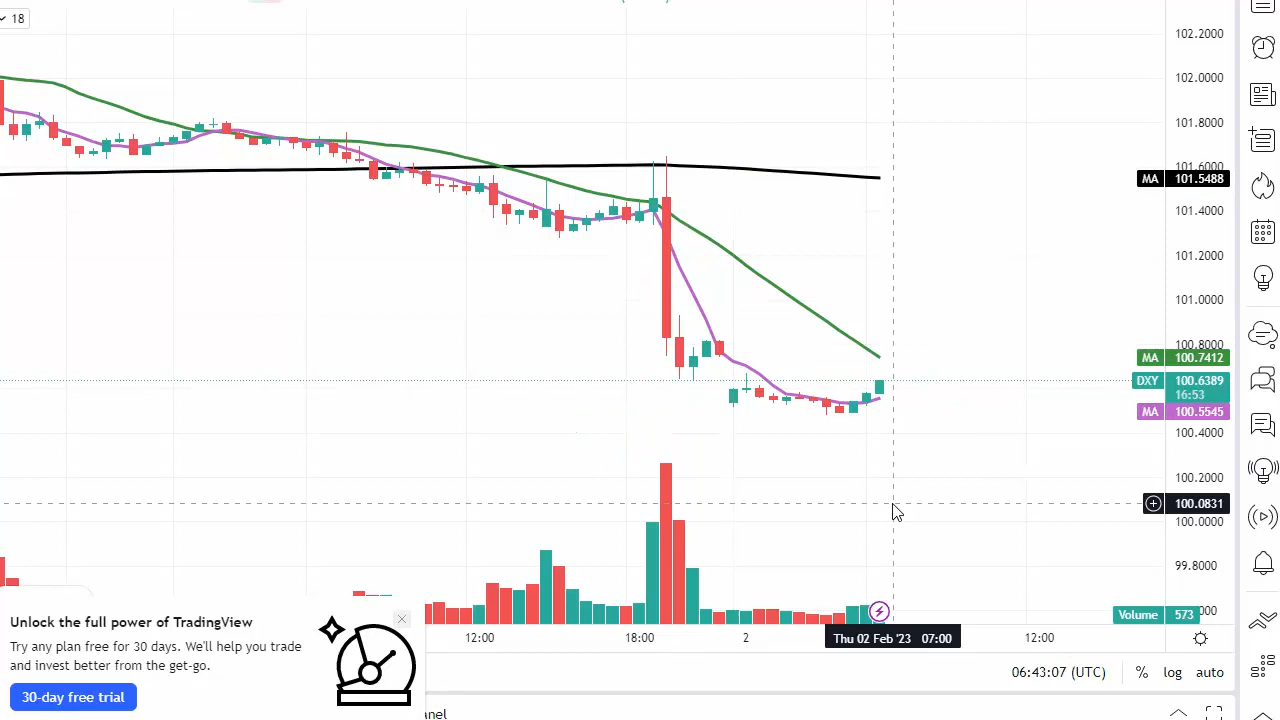 18
102.2000
102.0000
101.8000
101.6000
MA 101.5488
101.4000
101.2000
101.0000
100.8000
MA 100.7412
DXY 100.6389
16:53
MA 100.5545
100.4000
100.2000
100.0831
100.0000
99.8000
Volume 573
12:00
18:00
2
Thu 02 Feb '23 07:00
12:00
Unlock the full power of TradingView
Try any plan free for 30 days. We'll help you trade
and invest better from the get-go.
30-day free trial
06:43:07 (UTC)
%
log
auto